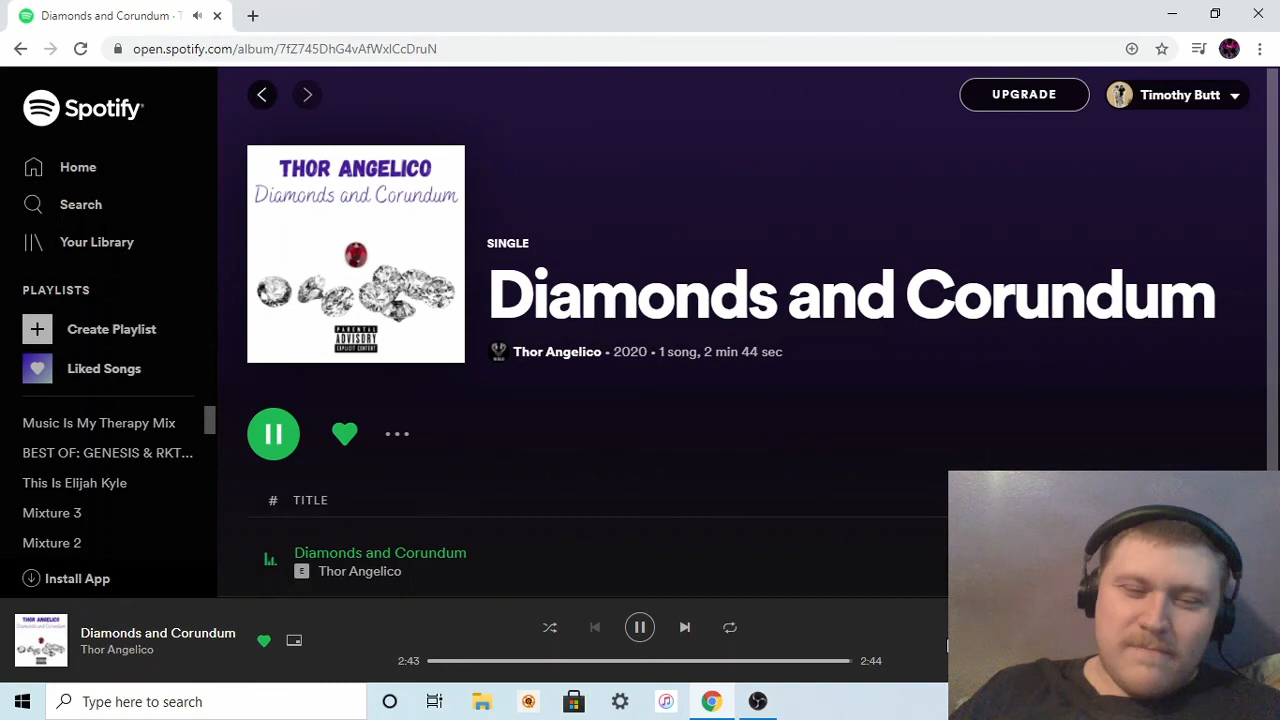 Diamonds and Corundum · T
open.spotify.com/album/7fZ745DhG4vAfWxlCcDruN
Spotify
UPGRADE
Timothy Butt
Home
Search
Your Library
PLAYLISTS
Create Playlist
Liked Songs
Music Is My Therapy Mix
BEST OF: GENESIS & RKT...
This Is Elijah Kyle
Mixture 3
Mixture 2
Install App
THOR ANGELICO
Diamonds and Corundum
PARENTAL
ADVISORY
EXPLICIT CONTENT
SINGLE
Diamonds and Corundum
Thor Angelico • 2020 • 1 song, 2 min 44 sec
# TITLE
Diamonds and Corundum
E Thor Angelico
THOR ANGELICO
Diamonds and Corundum
Thor Angelico
2:43
2:44
Type here to search